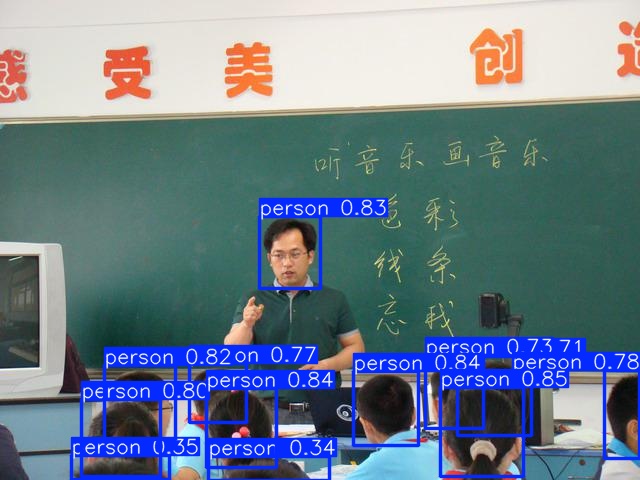 感 受 美 创 造
听音乐画音乐
色彩
线条
忘我
person 0.83
person 0.82
on 0.77
person 0.84
person 0.73
71
person 0.78
person 0.80
person 0.84
person 0.85
person 0.35
person 0.34